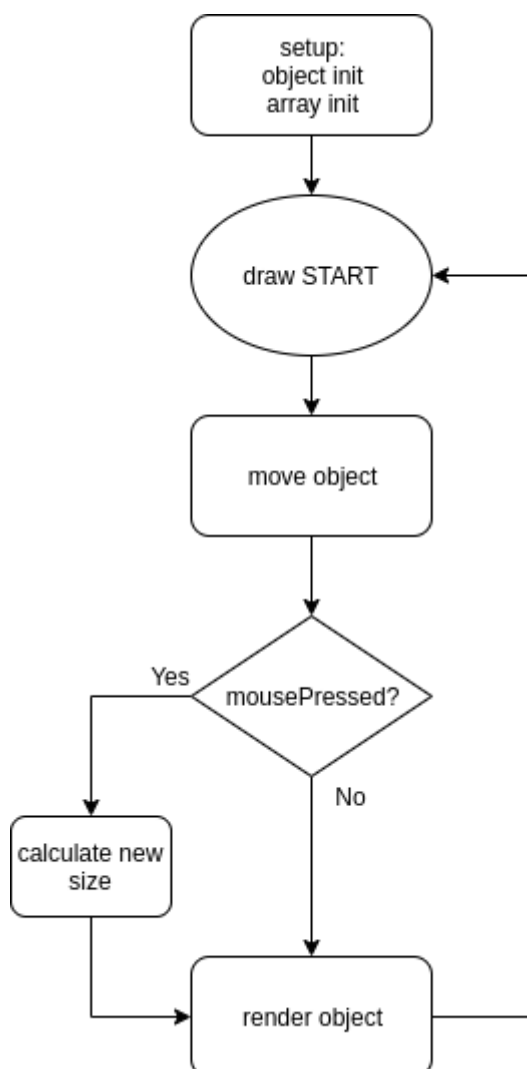 setup:
object init
array init
draw START
move object
mousePressed?
Yes
No
calculate new
size
render object